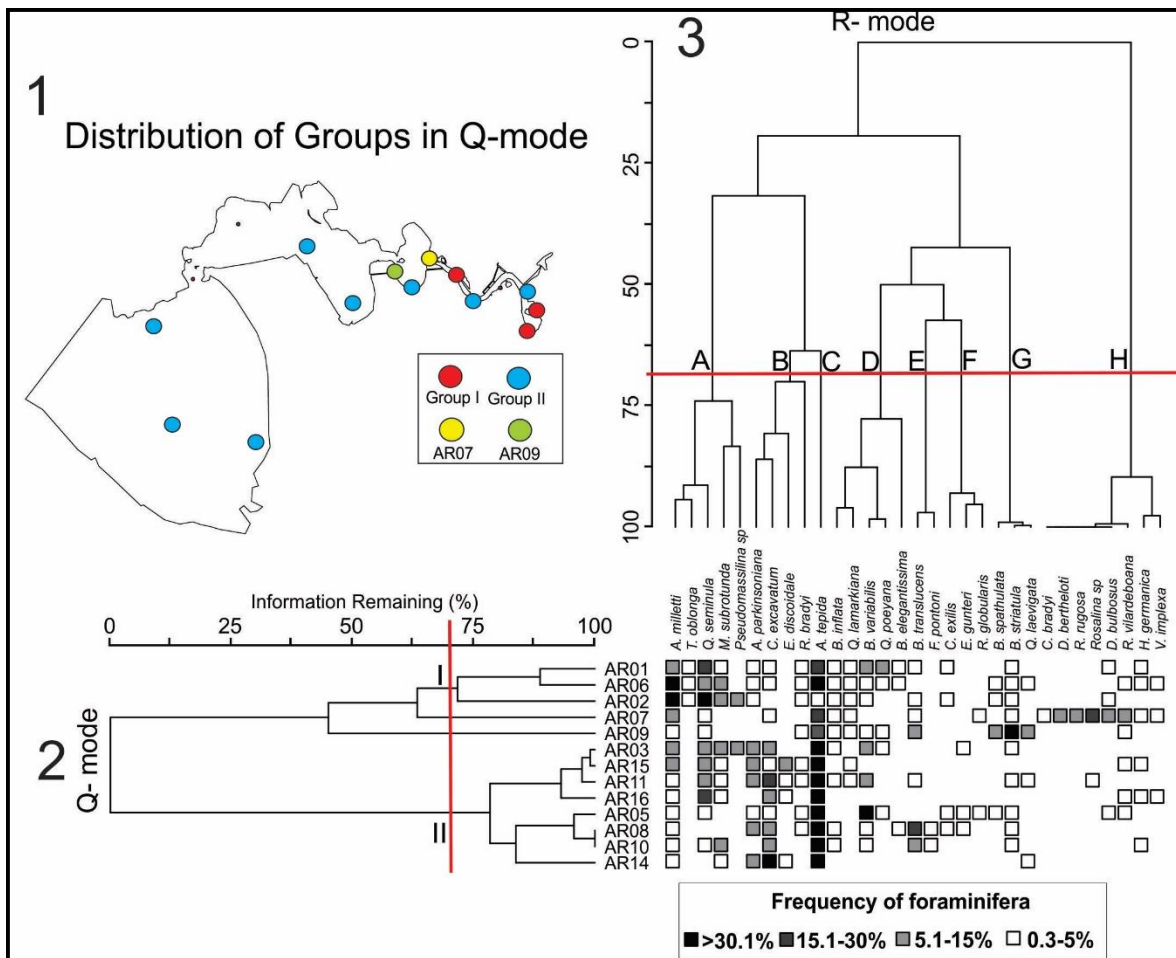 1
Distribution of Groups in Q-mode
Group I
Group II
AR07
AR09
3
R- mode
0
25
50
75
100
A
B
C
D
E
F
G
H
A. milletti
T. oblonga
Q. seminula
M. subrotunda
Pseudomassilina sp
A. parkinsoniana
C. excavatum
E. discoidale
R. bradyi
A. tepida
B. inflata
Q. lamarkiana
B. variabilis
Q. poeyana
B. elegantissima
B. translucens
F. pontoni
C. exilis
E. gunteri
R. globularis
B. spathulata
B. striatula
Q. laevigata
C. bradyi
D. bertheloti
R. rugosa
Rosalina sp
D. bulbosus
R. vilardeboana
H. germanica
V. implexa
2
Q- mode
Information Remaining (%)
0 25 50 75 100
I
II
AR01
AR06
AR02
AR07
AR09
AR03
AR15
AR11
AR16
AR05
AR08
AR10
AR14
Frequency of foraminifera
>30.1% 15.1-30% 5.1-15% 0.3-5%